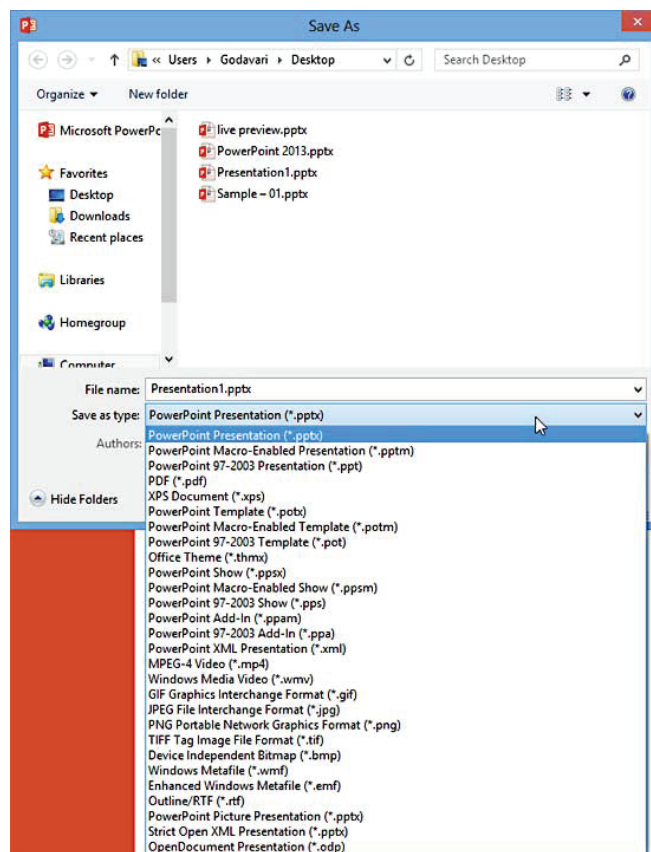 Save As
« Users Godavari Desktop
Search Desktop
Organize
New folder
Microsoft PowerPc
Favorites
Desktop
Downloads
Recent places
Libraries
Homegroup
Computer
live preview.pptx
PowerPoint 2013.pptx
Presentation1.pptx
Sample – 01.pptx
File name: Presentation1.pptx
Save as type: PowerPoint Presentation (*.pptx)
Authors:
Hide Folders
PowerPoint Presentation (*.pptx)
PowerPoint Macro-Enabled Presentation (*.pptm)
PowerPoint 97-2003 Presentation (*.ppt)
PDF (*.pdf)
XPS Document (*.xps)
PowerPoint Template (*.potx)
PowerPoint Macro-Enabled Template (*.potm)
PowerPoint 97-2003 Template (*.pot)
Office Theme (*.thmx)
PowerPoint Show (*.ppsx)
PowerPoint Macro-Enabled Show (*.ppsm)
PowerPoint 97-2003 Show (*.pps)
PowerPoint Add-In (*.ppam)
PowerPoint 97-2003 Add-In (*.ppa)
PowerPoint XML Presentation (*.xml)
MPEG-4 Video (*.mp4)
Windows Media Video (*.wmv)
GIF Graphics Interchange Format (*.gif)
JPEG File Interchange Format (*.jpg)
PNG Portable Network Graphics Format (*.png)
TIFF Tag Image File Format (*.tif)
Device Independent Bitmap (*.bmp)
Windows Metafile (*.wmf)
Enhanced Windows Metafile (*.emf)
Outline/RTF (*.rtf)
PowerPoint Picture Presentation (*.pptx)
Strict Open XML Presentation (*.pptx)
OpenDocument Presentation (*.odp)